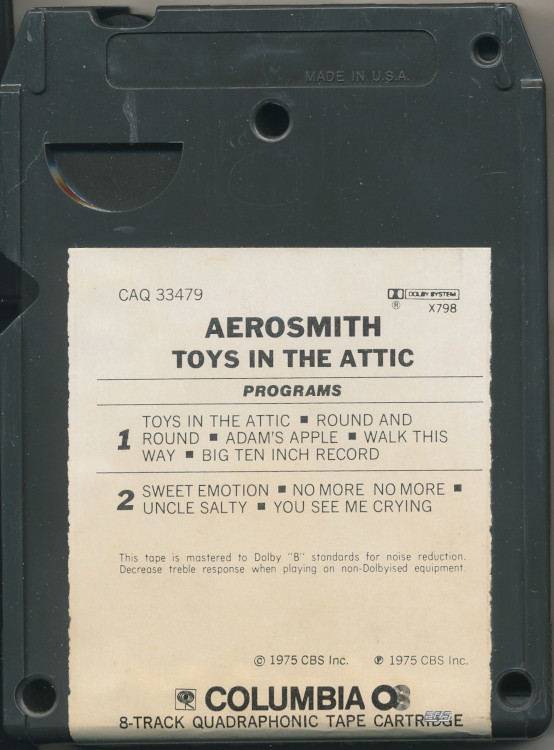 MADE IN U.S.A.
CAQ 33479
DOLBY SYSTEM
® X798
AEROSMITH
TOYS IN THE ATTIC
PROGRAMS
1 TOYS IN THE ATTIC ■ ROUND AND
ROUND ■ ADAM'S APPLE ■ WALK THIS
WAY ■ BIG TEN INCH RECORD
2 SWEET EMOTION ■ NO MORE NO MORE ■
UNCLE SALTY ■ YOU SEE ME CRYING
This tape is mastered to Dolby "B" standards for noise reduction.
Decrease treble response when playing on non-Dolbyised equipment.
© 1975 CBS Inc. ℗ 1975 CBS Inc.
COLUMBIA Q8
8-TRACK QUADRAPHONIC TAPE CARTRIDGE